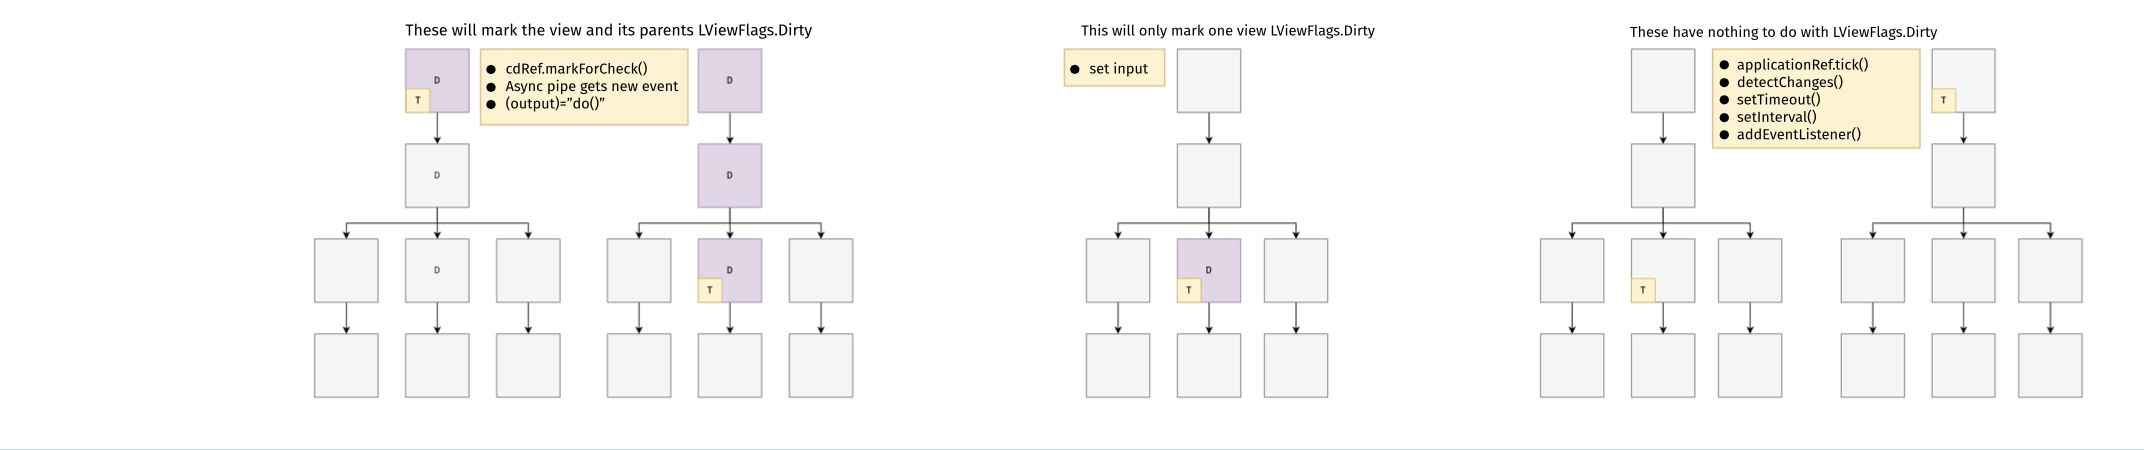 These will mark the view and its parents LViewFlags.Dirty
D
T
● cdRef.markForCheck()
● Async pipe gets new event
● (output)=”do()”
D
D
D
D
D
T
This will only mark one view LViewFlags.Dirty
● set input
D
T
These have nothing to do with LViewFlags.Dirty
● applicationRef.tick()
● detectChanges()
● setTimeout()
● setInterval()
● addEventListener()
T
T